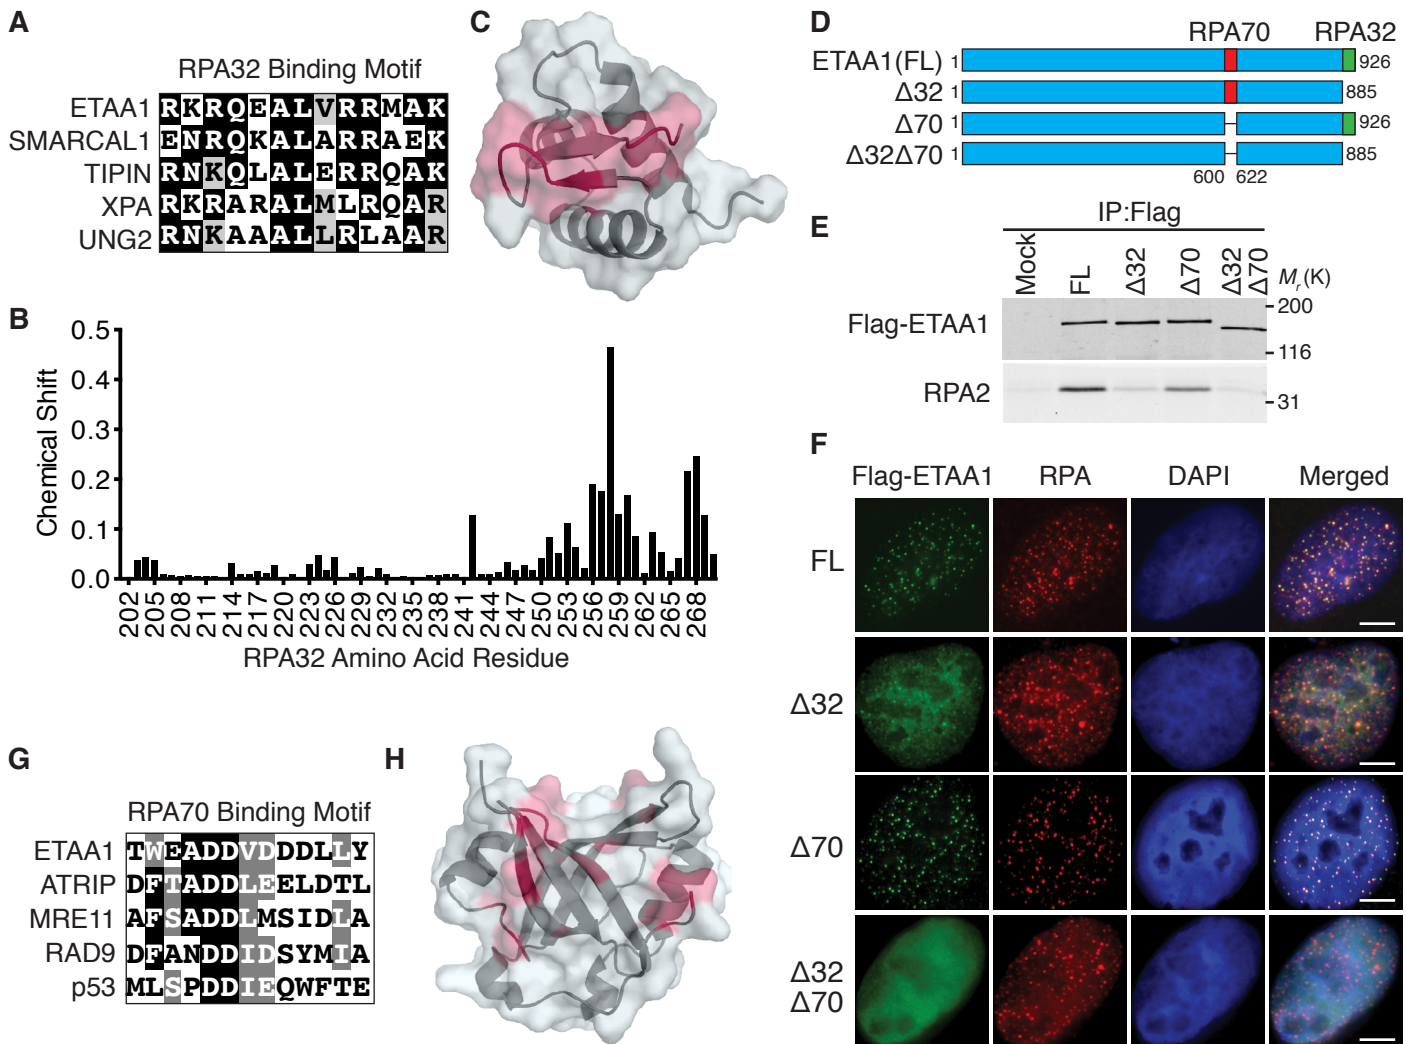 A
RPA32 Binding Motif
ETAA1 RKRQEALVRRMAK
SMARCAL1 ENRQKALARRAEK
TIPIN RNKQLALERRQAK
XPA RKRARALMLRQAR
UNG2 RNKAAALLRLAAR
B
Chemical Shift
0.5
0.4
0.3
0.2
0.1
0.0
202 205 208 211 214 217 220 223 226 229 232 235 238 241 244 247 250 253 256 259 262 265 268
RPA32 Amino Acid Residue
C
D
RPA70 RPA32
ETAA1(FL) 1 926
Δ32 1 885
Δ70 1 926
Δ32Δ70 1 885
600 622
E
IP:Flag
Mock FL Δ32 Δ70 Δ32 Δ70 Mr(K)
Flag-ETAA1 200
116
RPA2 31
F
Flag-ETAA1 RPA DAPI Merged
FL
Δ32
Δ70
Δ32
Δ70
G
RPA70 Binding Motif
ETAA1 TWEADDVDDDLLY
ATRIP DFTADDLEELDTL
MRE11 AFSADDLMSIDLA
RAD9 DFANDDIDSYMIA
p53 MLSPDDIEQWFTE
H